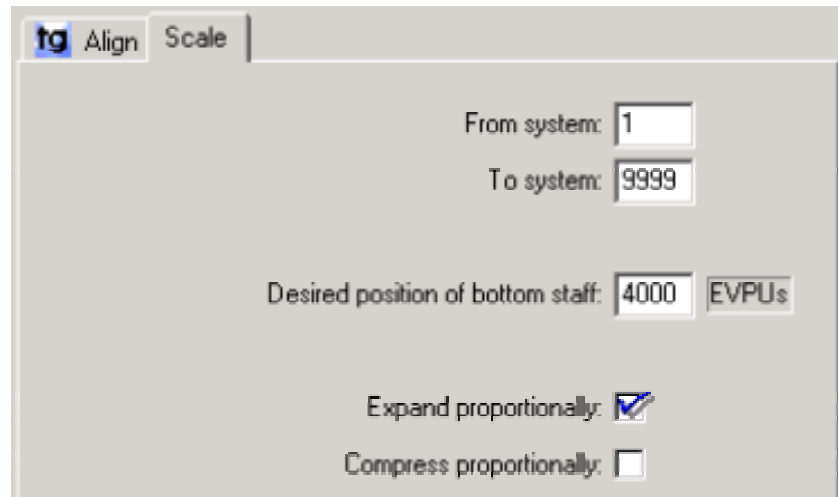 tg Align Scale
From system: 1
To system: 9999
Desired position of bottom staff: 4000 EVPUs
Expand proportionally:
Compress proportionally: